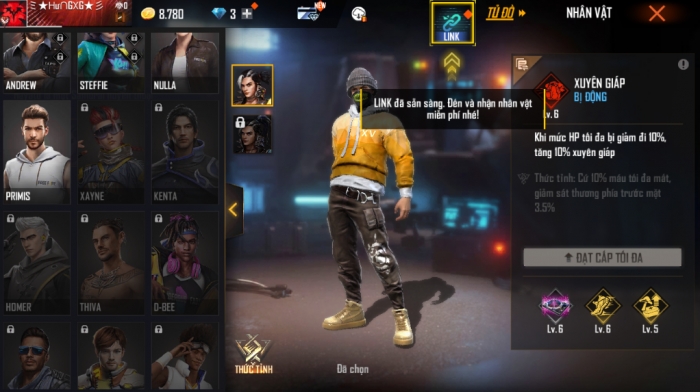 ★HuNGXG★
0
8.780
3
NEW
LINK
TỦ ĐỒ
NHÂN VẬT
ANDREW
STEFFIE
NULLA
PRIMIS
XAYNE
KENTA
HOMER
THIVA
D-BEE
LINK đã sẵn sàng. Đến và nhận nhân vật
miễn phí nhé!
XUYÊN GIÁP
BỊ ĐỘNG
Lv. 6
Khi mức HP tối đa bị giảm đi 10%,
tăng 10% xuyên giáp
Thức tỉnh: Cứ 10% máu tối đa mất,
giảm sát thương phía trước mặt
3.5%
ĐẠT CẤP TỐI ĐA
Lv. 6
Lv. 6
Lv. 5
THỨC TỈNH
Đã chọn